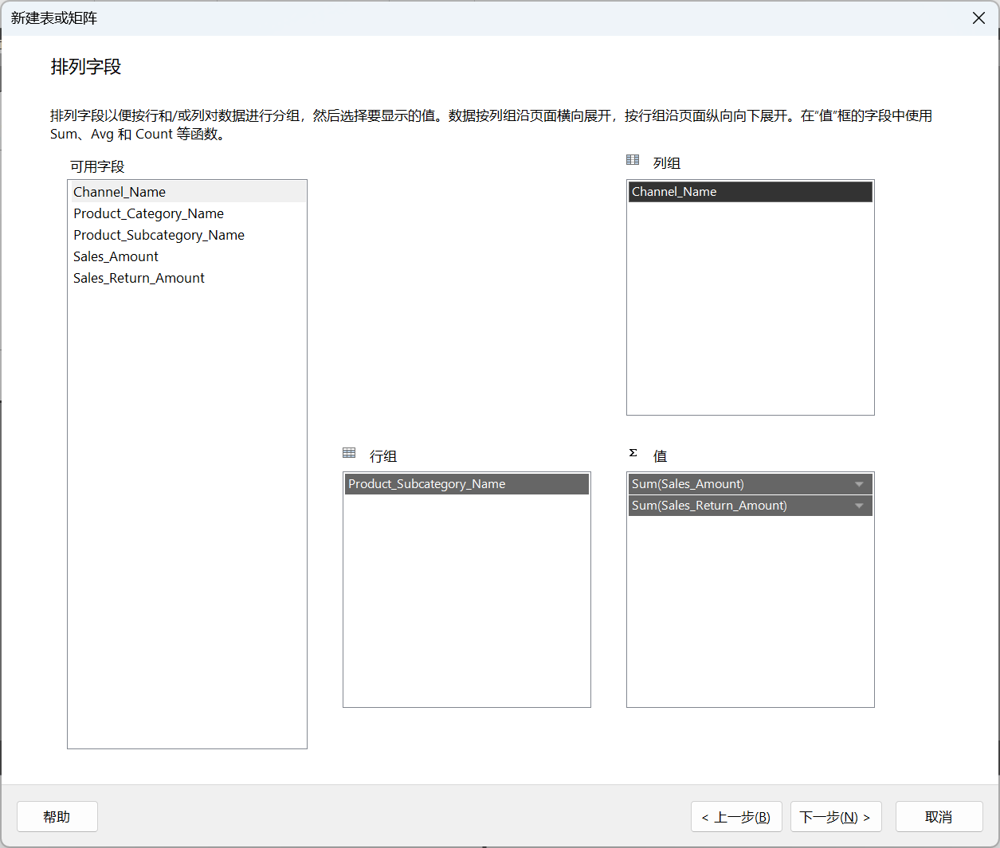 新建表或矩阵
排列字段
排列字段以便按行和/或列对数据进行分组，然后选择要显示的值。数据按列组沿页面横向展开，按行组沿页面纵向向下展开。在“值”框的字段中使用
Sum、Avg 和 Count 等函数。
可用字段
Channel_Name
Product_Category_Name
Product_Subcategory_Name
Sales_Amount
Sales_Return_Amount
列组
Channel_Name
行组
Product_Subcategory_Name
Σ 值
Sum(Sales_Amount)
Sum(Sales_Return_Amount)
帮助
< 上一步(B)
下一步(N) >
取消